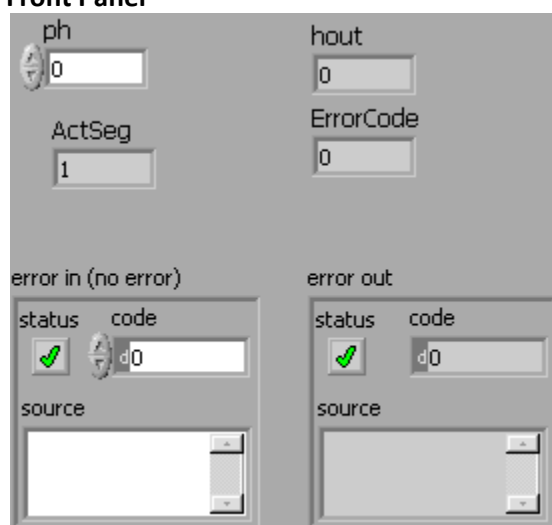 Front Panel
ph
0
hout
0
ActSeg
1
ErrorCode
0
error in (no error)
status code
d0
source
error out
status code
d0
source